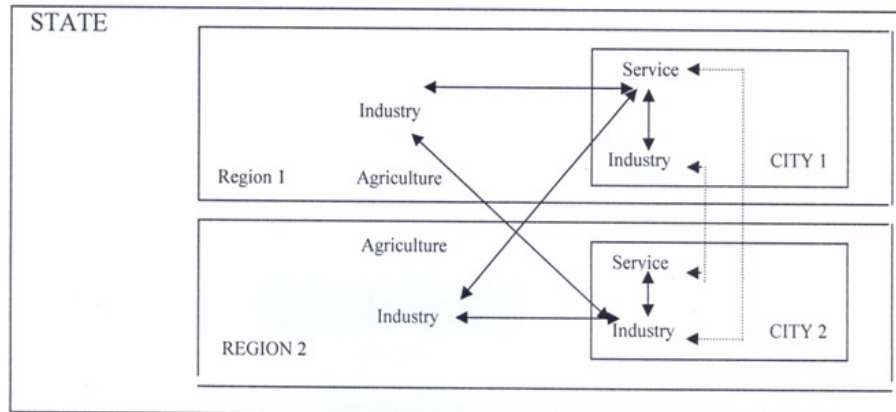 STATE
Service
Industry
Industry
CITY 1
Region 1
Agriculture
Agriculture
Service
Industry
Industry
CITY 2
REGION 2